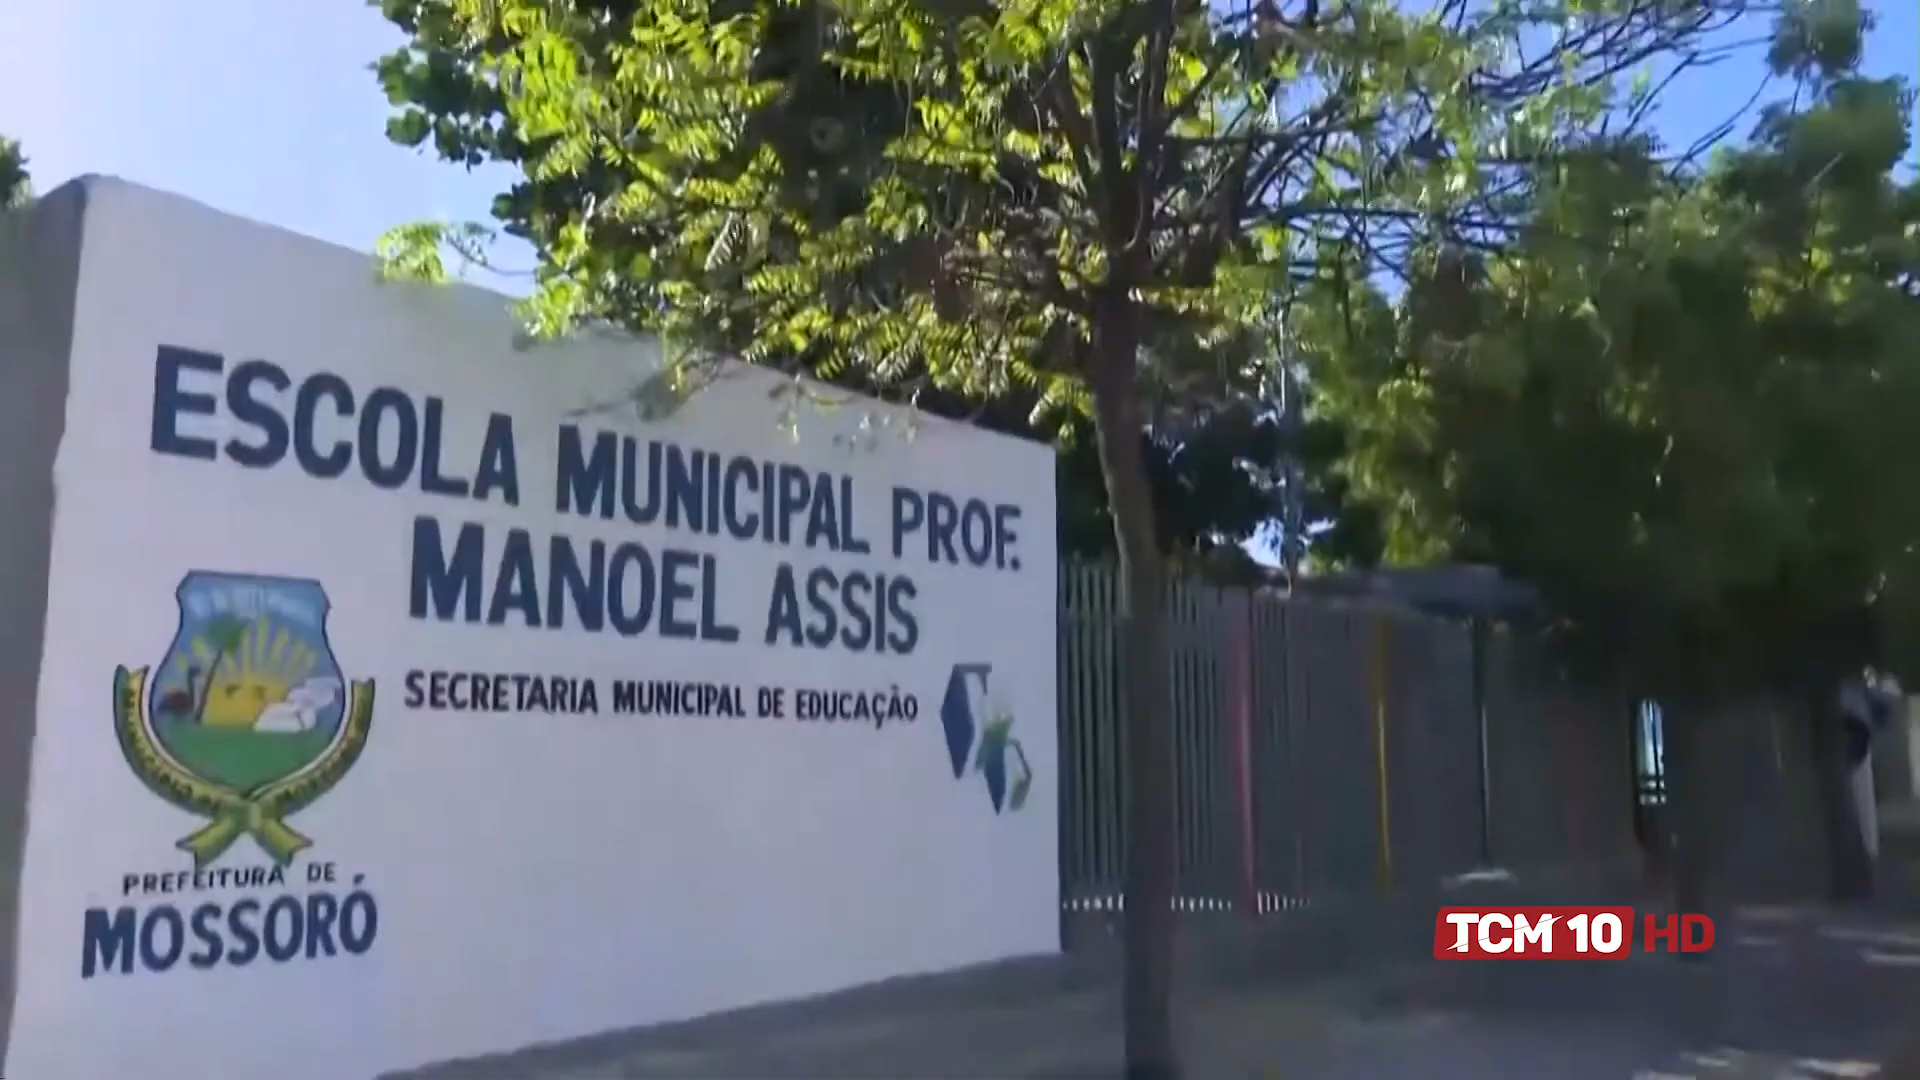 ESCOLA MUNICIPAL PROF.
MANOEL ASSIS
SECRETARIA MUNICIPAL DE EDUCAÇÃO
PREFEITURA DE
MOSSORÓ
TCM 10 HD